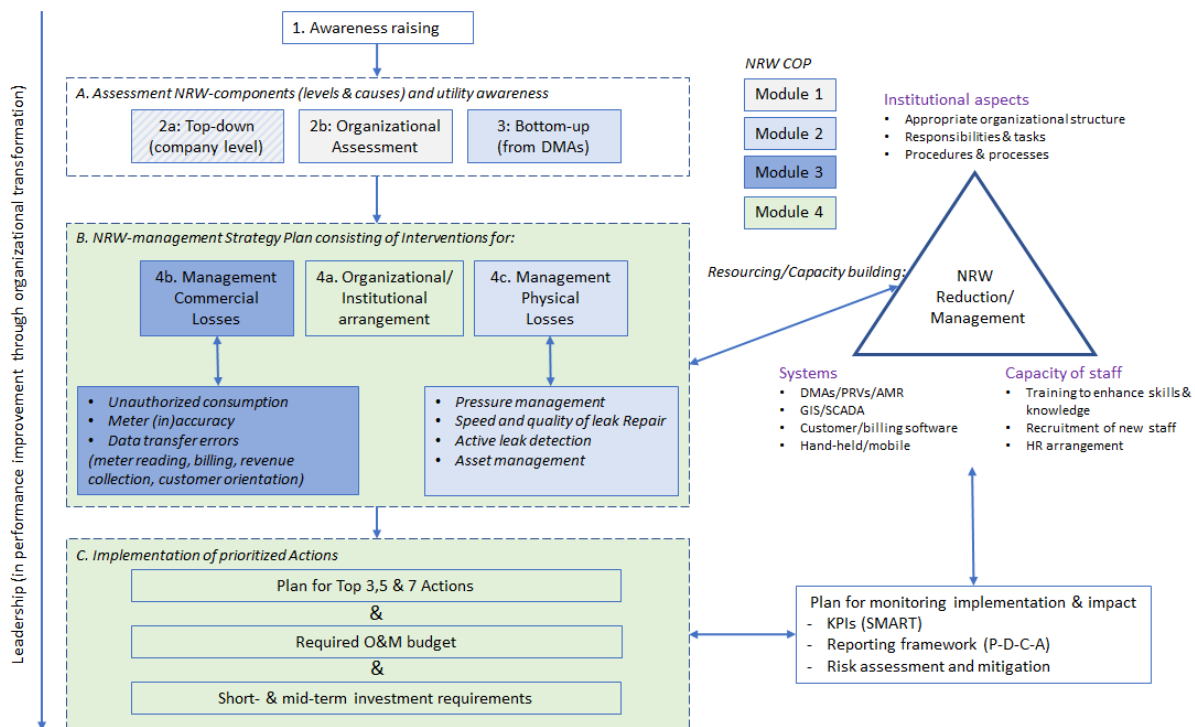 Leadership (in performance improvement through organizational transformation)
1. Awareness raising
A. Assessment NRW-components (levels & causes) and utility awareness
2a: Top-down
(company level)
2b: Organizational
Assessment
3: Bottom-up
(from DMAs)
NRW COP
Module 1
Module 2
Module 3
Module 4
Institutional aspects
• Appropriate organizational structure
• Responsibilities & tasks
• Procedures & processes
B. NRW-management Strategy Plan consisting of Interventions for:
4b. Management
Commercial
Losses
4a. Organizational/
Institutional
arrangement
4c. Management
Physical
Losses
• Unauthorized consumption
• Meter (in)accuracy
• Data transfer errors
(meter reading, billing, revenue
collection, customer orientation)
• Pressure management
• Speed and quality of leak Repair
• Active leak detection
• Asset management
Resourcing/Capacity building:
NRW
Reduction/
Management
Systems
• DMAs/PRVs/AMR
• GIS/SCADA
• Customer/billing software
• Hand-held/mobile
Capacity of staff
• Training to enhance skills &
knowledge
• Recruitment of new staff
• HR arrangement
C. Implementation of prioritized Actions
Plan for Top 3,5 & 7 Actions
&
Required O&M budget
&
Short- & mid-term investment requirements
Plan for monitoring implementation & impact
- KPIs (SMART)
- Reporting framework (P-D-C-A)
- Risk assessment and mitigation